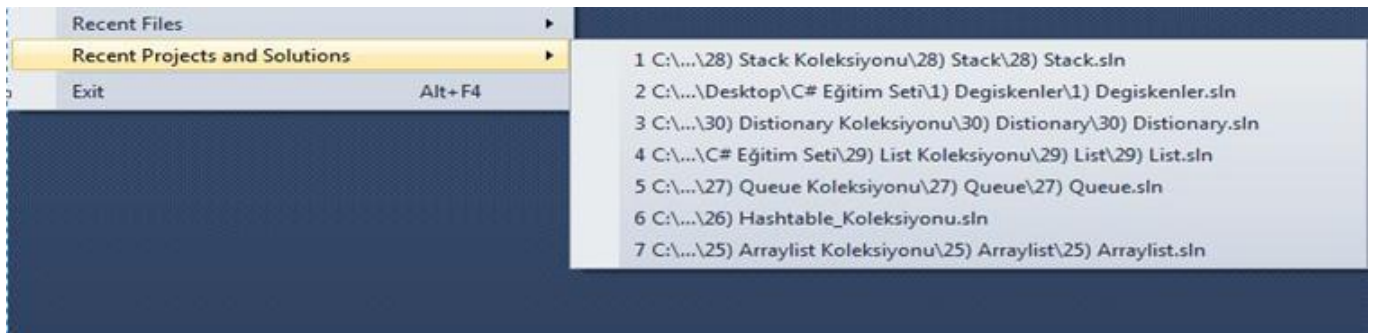 Recent Files
Recent Projects and Solutions
Exit Alt+F4
1 C:\...\28) Stack Koleksiyonu\28) Stack\28) Stack.sln
2 C:\...\Desktop\C# Eğitim Seti\1) Degiskenler\1) Degiskenler.sln
3 C:\...\30) Distionary Koleksiyonu\30) Distionary\30) Distionary.sln
4 C:\...\C# Eğitim Seti\29) List Koleksiyonu\29) List\29) List.sln
5 C:\...\27) Queue Koleksiyonu\27) Queue\27) Queue.sln
6 C:\...\26) Hashtable_Koleksiyonu.sln
7 C:\...\25) Arraylist Koleksiyonu\25) Arraylist\25) Arraylist.sln